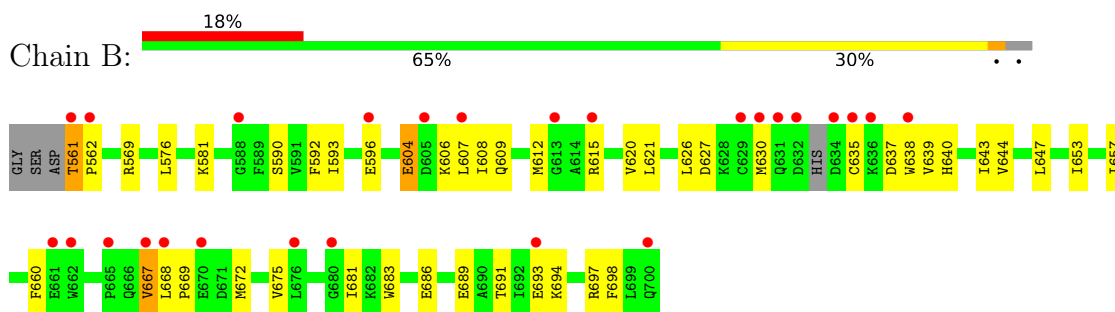 18%
Chain B:
65% 30% • •
GLY SER ASP T561 P562 R569 L576 K581 G588 F589 S590 V591 F592 I593 E596 E604 D605 K606 L607 I608 Q609 M612 G613 A614 R615 V620 L621 L626 D627 K628 C629 M630 Q631 D632 HIS D634 C635 K636 D637 W638 V639 H640 I643 V644 L647 I653
F660 E661 W662 P665 Q666 V667 L668 P669 E670 D671 M672 V675 L676 G680 I681 K682 W683 E686 E689 A690 T691 I692 E693 K694 R697 F698 L699 Q700